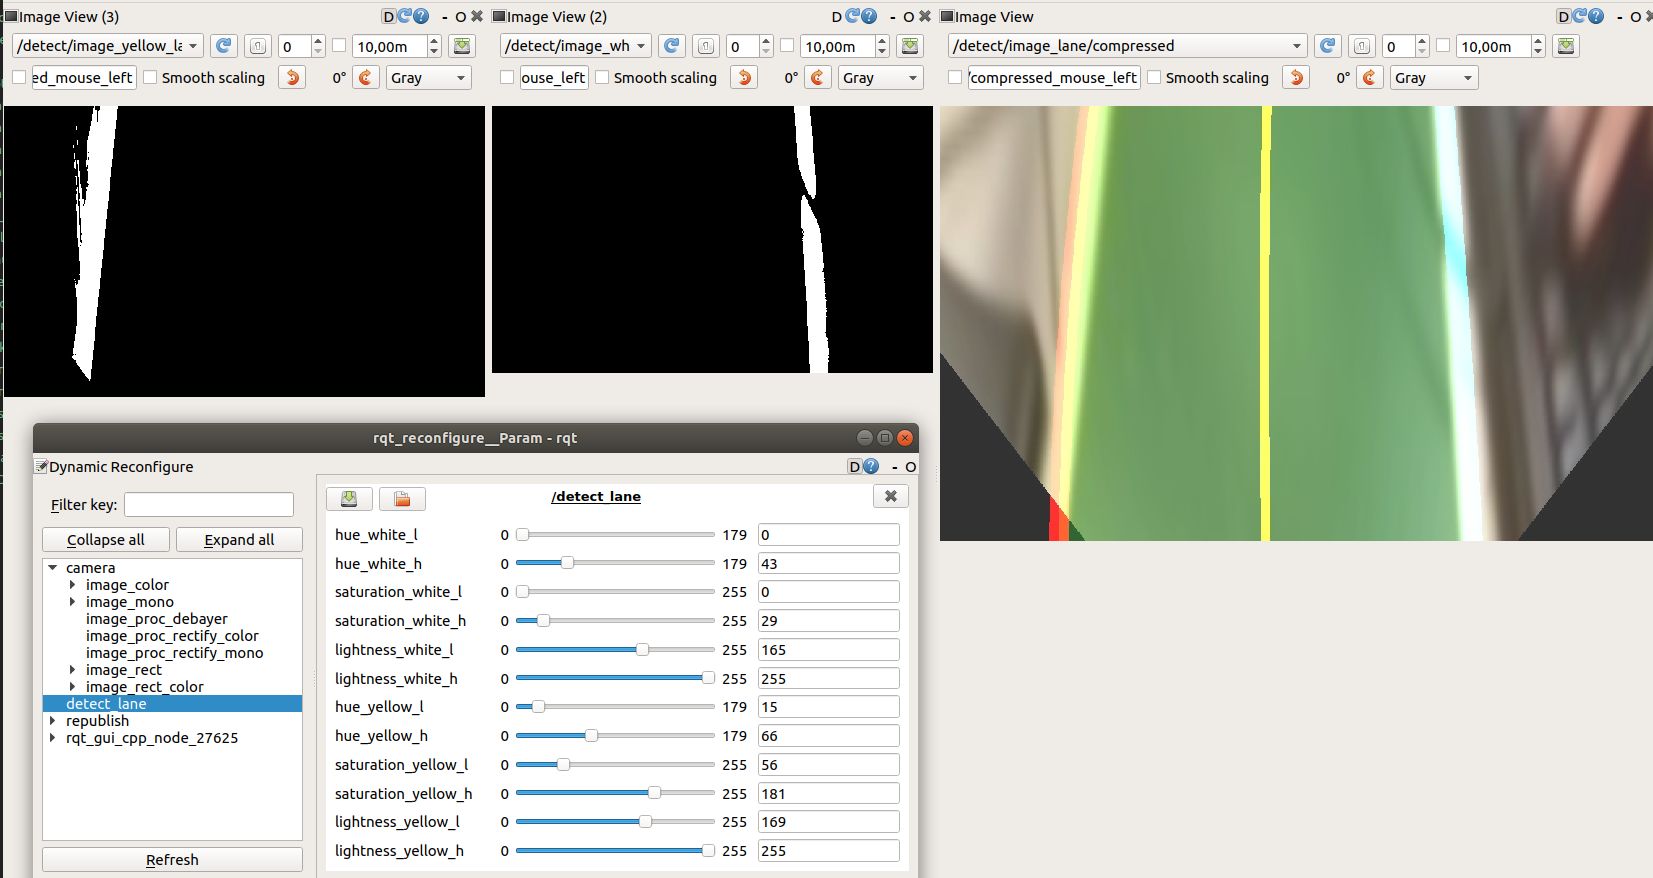 Image View (3) D - O
/detect/image_yellow_la 0 10,00m
ed_mouse_left Smooth scaling 0° Gray
Image View (2) D - O
/detect/image_wh 0 10,00m
ouse_left Smooth scaling 0° Gray
Image View D - O
/detect/image_lane/compressed 0 10,00m
/compressed_mouse_left Smooth scaling 0° Gray
rqt_reconfigure__Param - rqt
Dynamic Reconfigure D - O
Filter key:
Collapse all Expand all
camera
image_color
image_mono
image_proc_debayer
image_proc_rectify_color
image_proc_rectify_mono
image_rect
image_rect_color
detect_lane
republish
rqt_gui_cpp_node_27625
Refresh
/detect_lane
hue_white_l 0 179 0
hue_white_h 0 179 43
saturation_white_l 0 255 0
saturation_white_h 0 255 29
lightness_white_l 0 255 165
lightness_white_h 0 255 255
hue_yellow_l 0 179 15
hue_yellow_h 0 179 66
saturation_yellow_l 0 255 56
saturation_yellow_h 0 255 181
lightness_yellow_l 0 255 169
lightness_yellow_h 0 255 255